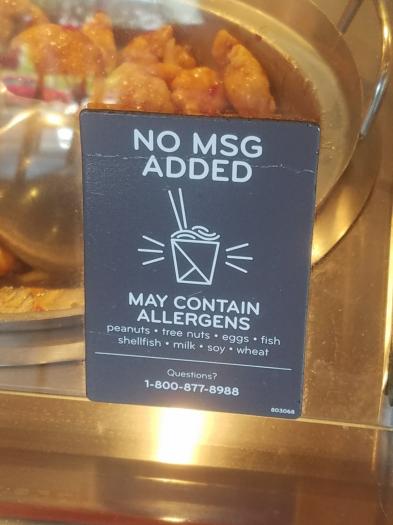 NO MSG
ADDED
MAY CONTAIN
ALLERGENS
peanuts • tree nuts • eggs • fish
shellfish • milk • soy • wheat
Questions?
1-800-877-8988
803068